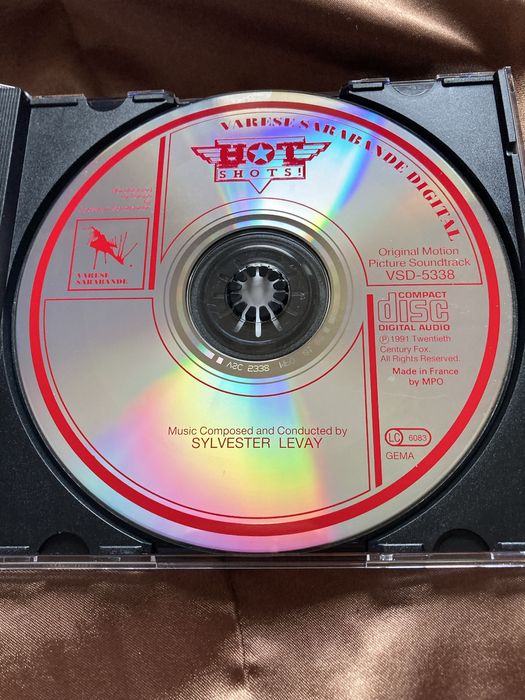 VARESE SARABANDE DIGITAL
HOT
SHOTS!
VARESE
SARABANDE
Original Motion
Picture Soundtrack
VSD-5338
COMPACT
disc
DIGITAL AUDIO
℗ 1991 Twentieth
Century Fox.
All Rights Reserved.
Made in France
by MPO
Music Composed and Conducted by
SYLVESTER LEVAY
LC 6083
GEMA